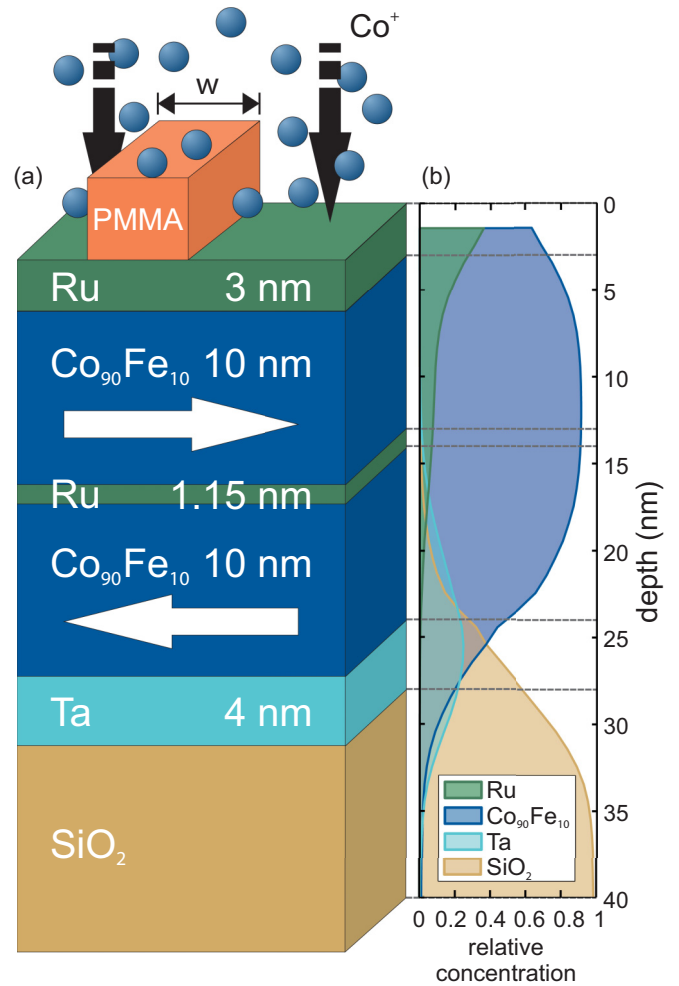 Co⁺
w
(a)
(b)
PMMA
Ru 3 nm
Co₉₀Fe₁₀ 10 nm
Ru 1.15 nm
Co₉₀Fe₁₀ 10 nm
Ta 4 nm
SiO₂
0
5
10
15
20
25
30
35
40
depth (nm)
Ru
Co₉₀Fe₁₀
Ta
SiO₂
0 0.2 0.4 0.6 0.8 1
relative
concentration